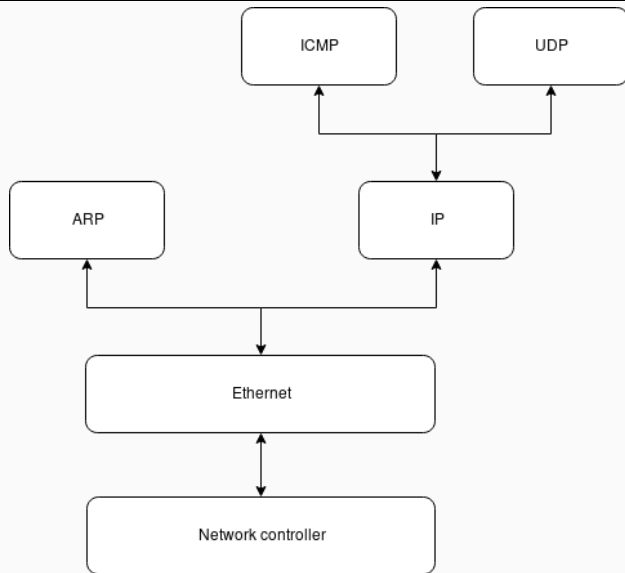 ICMP
UDP
ARP
IP
Ethernet
Network controller